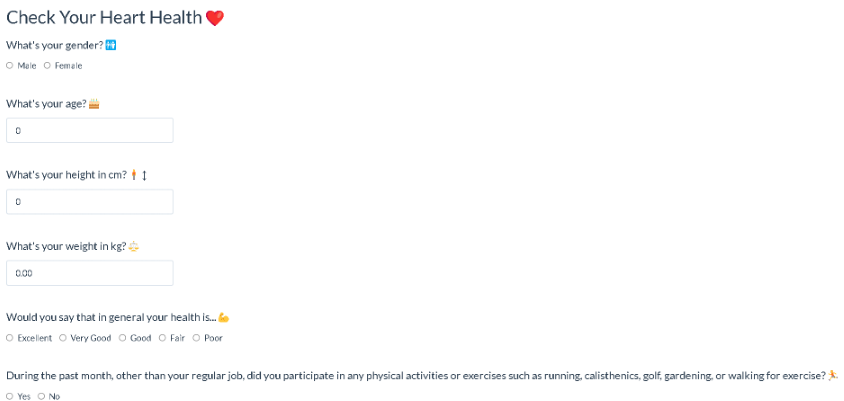 Check Your Heart Health ❤️
What's your gender? 🚻
Male Female
What's your age? 🎂
0
What's your height in cm? 🧍↕
0
What's your weight in kg? ⚖️
0.00
Would you say that in general your health is... 💪
Excellent Very Good Good Fair Poor
During the past month, other than your regular job, did you participate in any physical activities or exercises such as running, calisthenics, golf, gardening, or walking for exercise? 🏃
Yes No